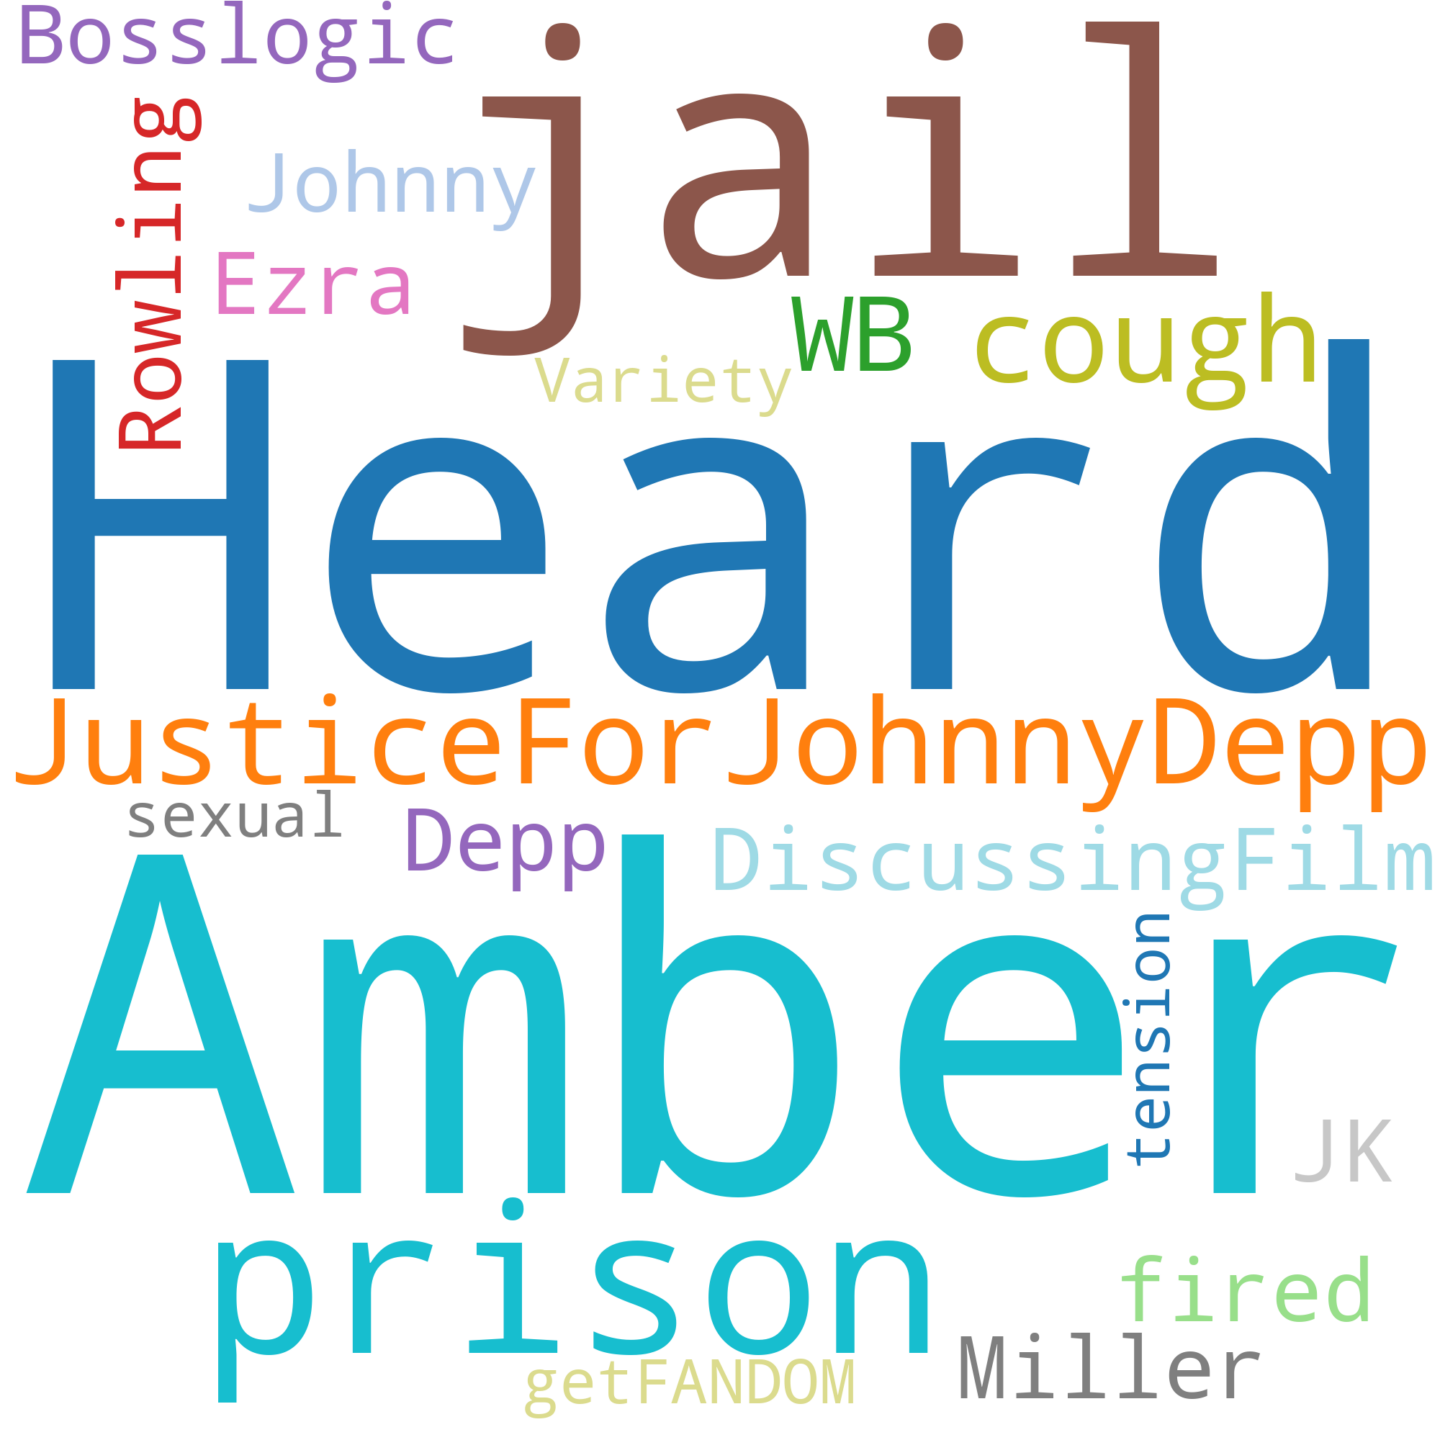 Bosslogic
jail
Rowling
Johnny
Ezra
WB
cough
Variety
Heard
JusticeForJohnnyDepp
sexual
Depp
DiscussingFilm
Amber
tension
JK
prison
fired
Miller
getFANDOM